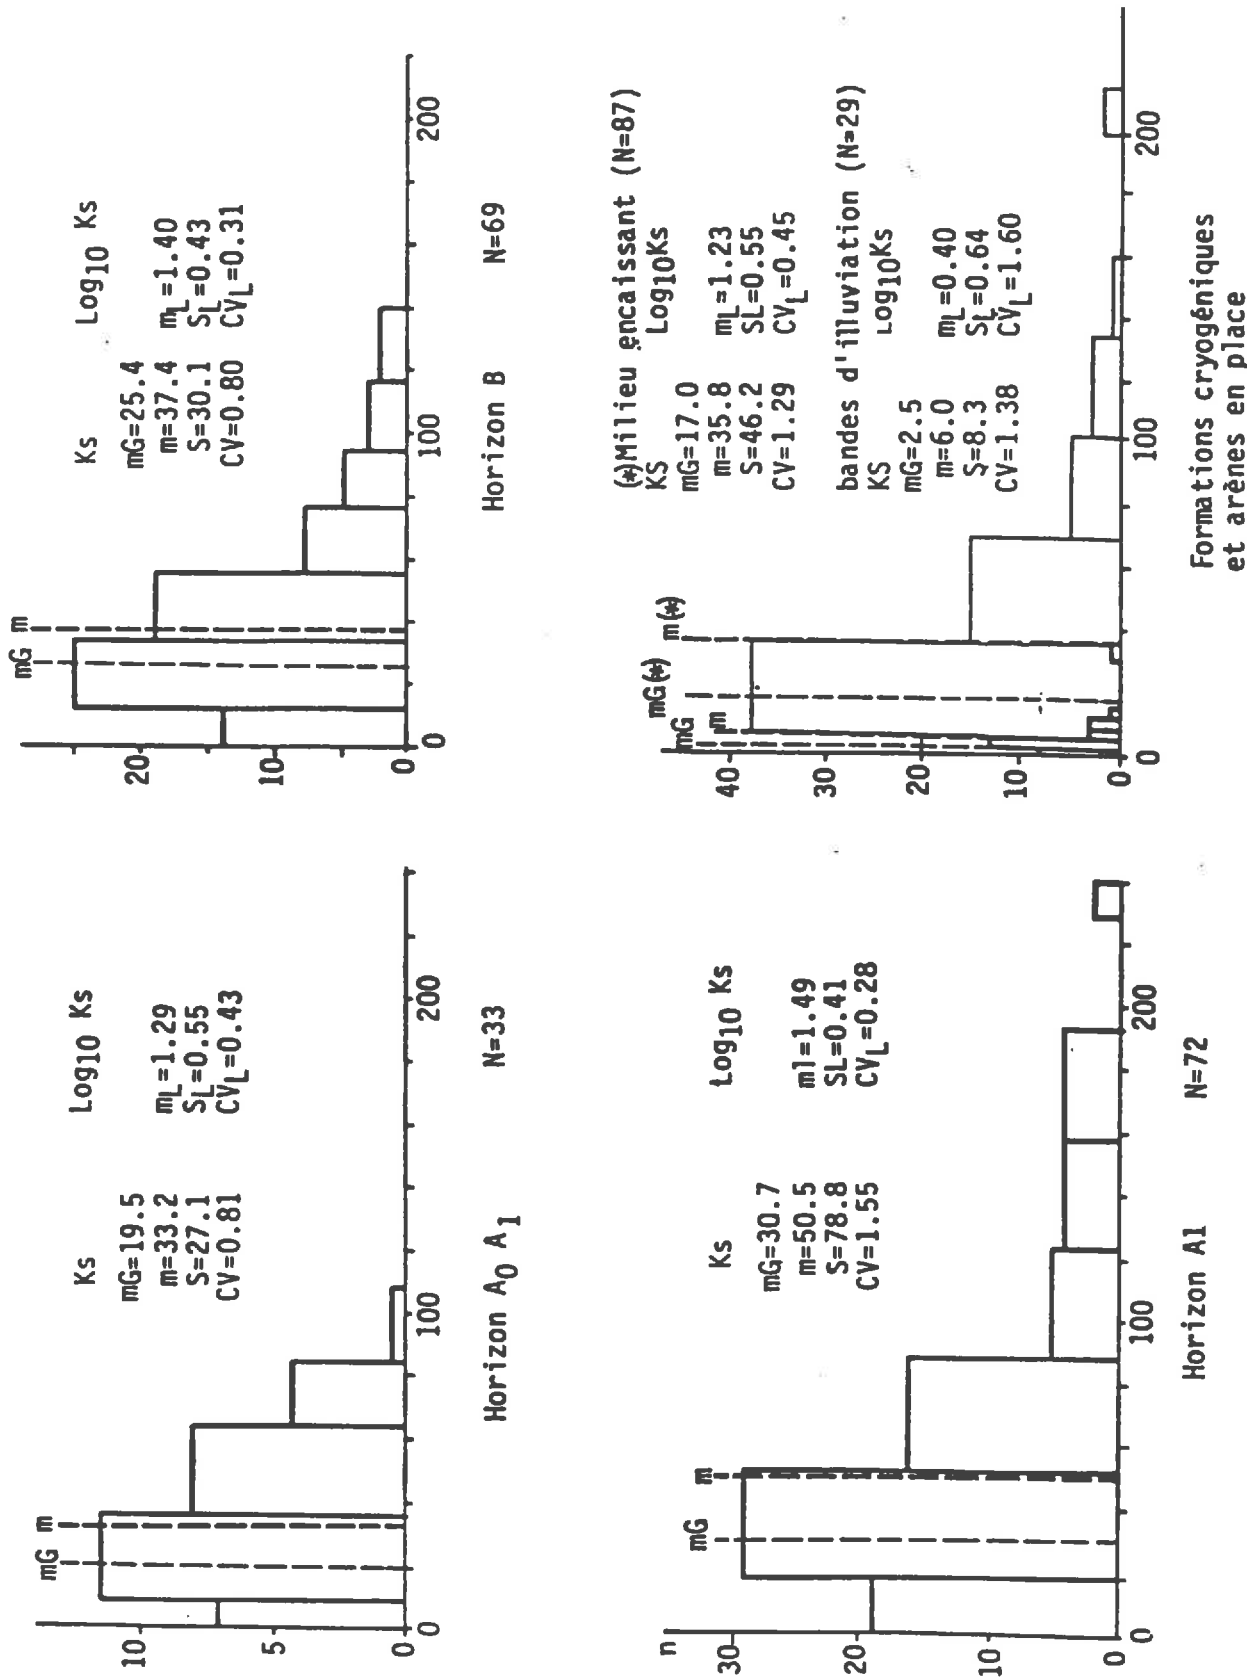 mG m
10
5
0
0
100
200
Ks Log10 Ks
mG=19.5
m=33.2 mL=1.29
S=27.1 SL=0.55
CV=0.81 CVL=0.43
Horizon A0 A1 N=33
mG m
20
10
0
0
100
200
Ks Log10 Ks
mG=25.4
m=37.4 mL=1.40
S=30.1 SL=0.43
CV=0.80 CVL=0.31
Horizon B N=69
n
mG m
30
20
10
0
0
100
200
Ks Log10 Ks
mG=30.7
m=50.5 ml=1.49
S=78.8 SL=0.41
CV=1.55 CVL=0.28
Horizon A1 N=72
mG m mG(*) m(*)
40
30
20
10
0
0
100
200
(*)Milieu encaissant (N=87)
KS Log10Ks
mG=17.0
m=35.8 mL=1.23
S=46.2 SL=0.55
CV=1.29 CVL=0.45
bandes d'illuviation (N=29)
KS Log10Ks
mG=2.5
m=6.0 mL=0.40
S=8.3 SL=0.64
CV=1.38 CVL=1.60
Formations cryogéniques
et arènes en place